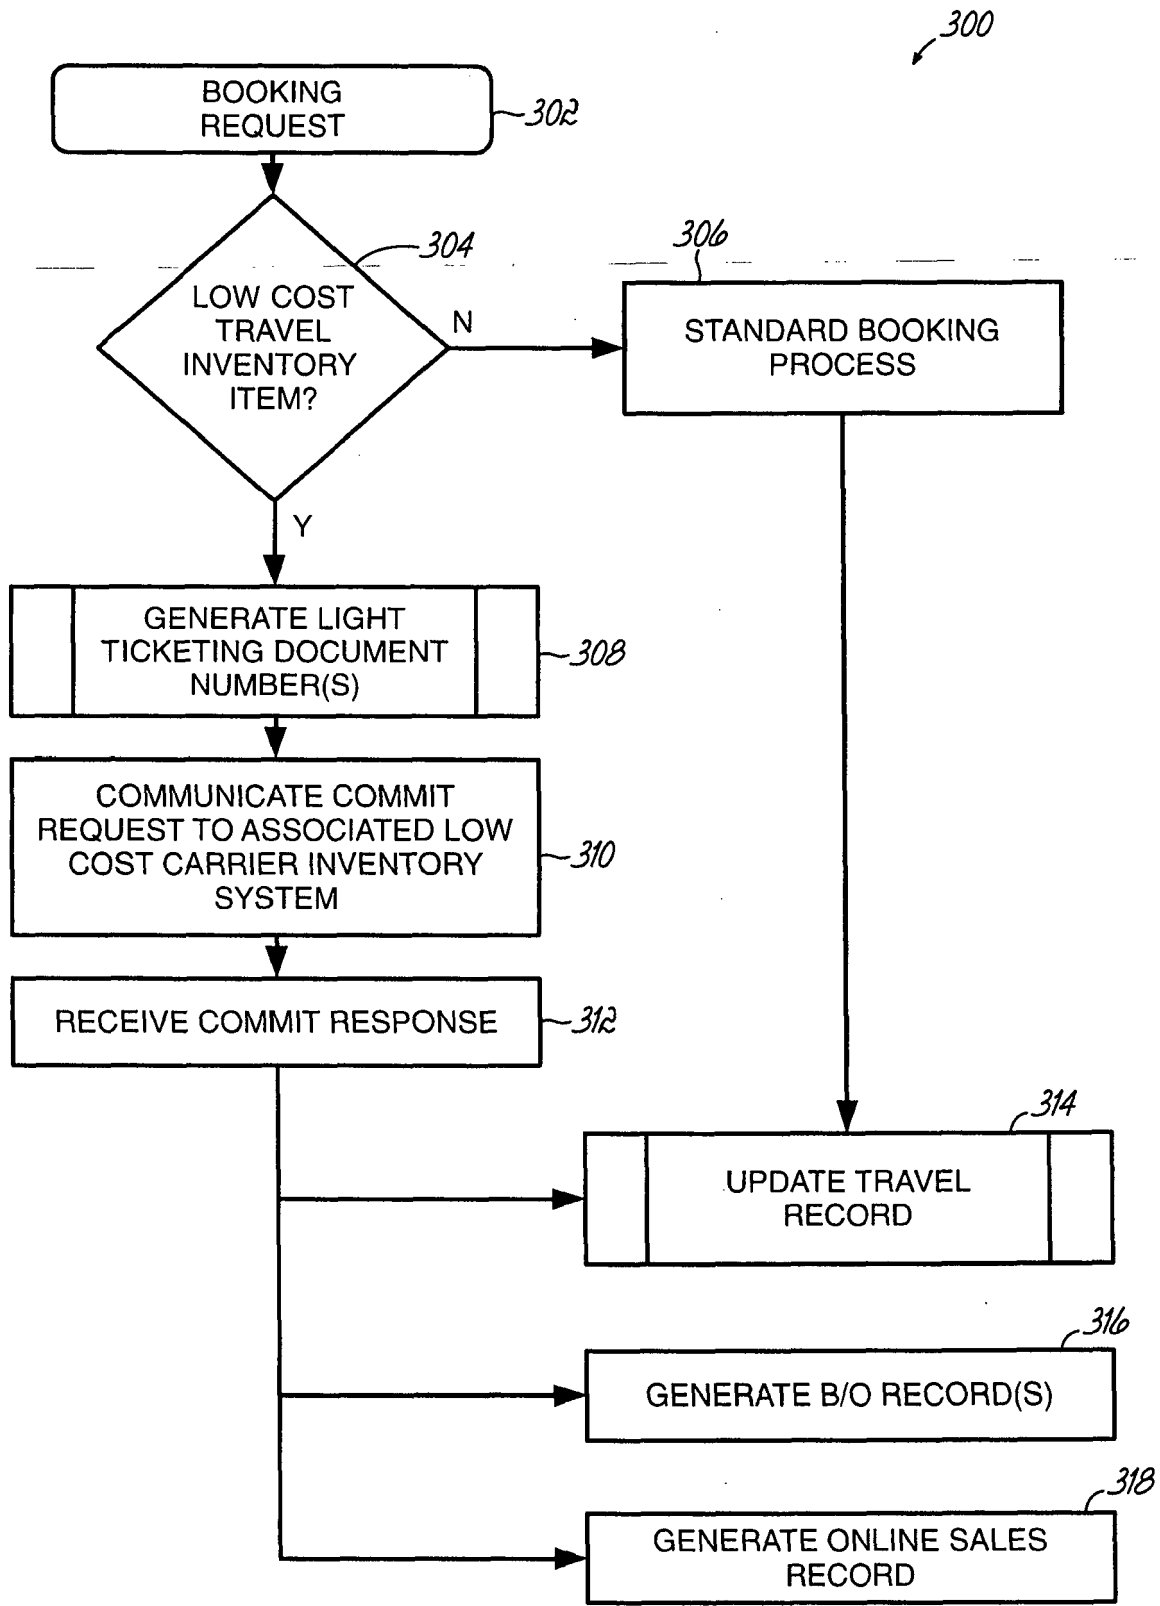 300
BOOKING
REQUEST
302
304
LOW COST
TRAVEL
INVENTORY
ITEM?
N
306
STANDARD BOOKING
PROCESS
Y
GENERATE LIGHT
TICKETING DOCUMENT
NUMBER(S)
308
COMMUNICATE COMMIT
REQUEST TO ASSOCIATED LOW
COST CARRIER INVENTORY
SYSTEM
310
RECEIVE COMMIT RESPONSE
312
314
UPDATE TRAVEL
RECORD
316
GENERATE B/O RECORD(S)
318
GENERATE ONLINE SALES
RECORD